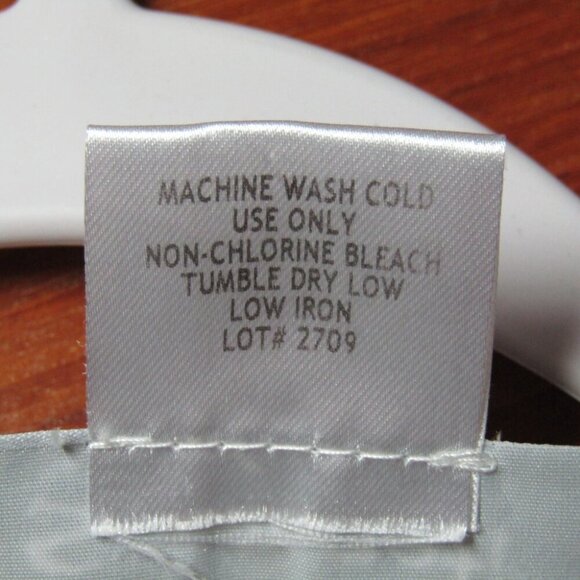 MACHINE WASH COLD
USE ONLY
NON-CHLORINE BLEACH
TUMBLE DRY LOW
LOW IRON
LOT# 2709